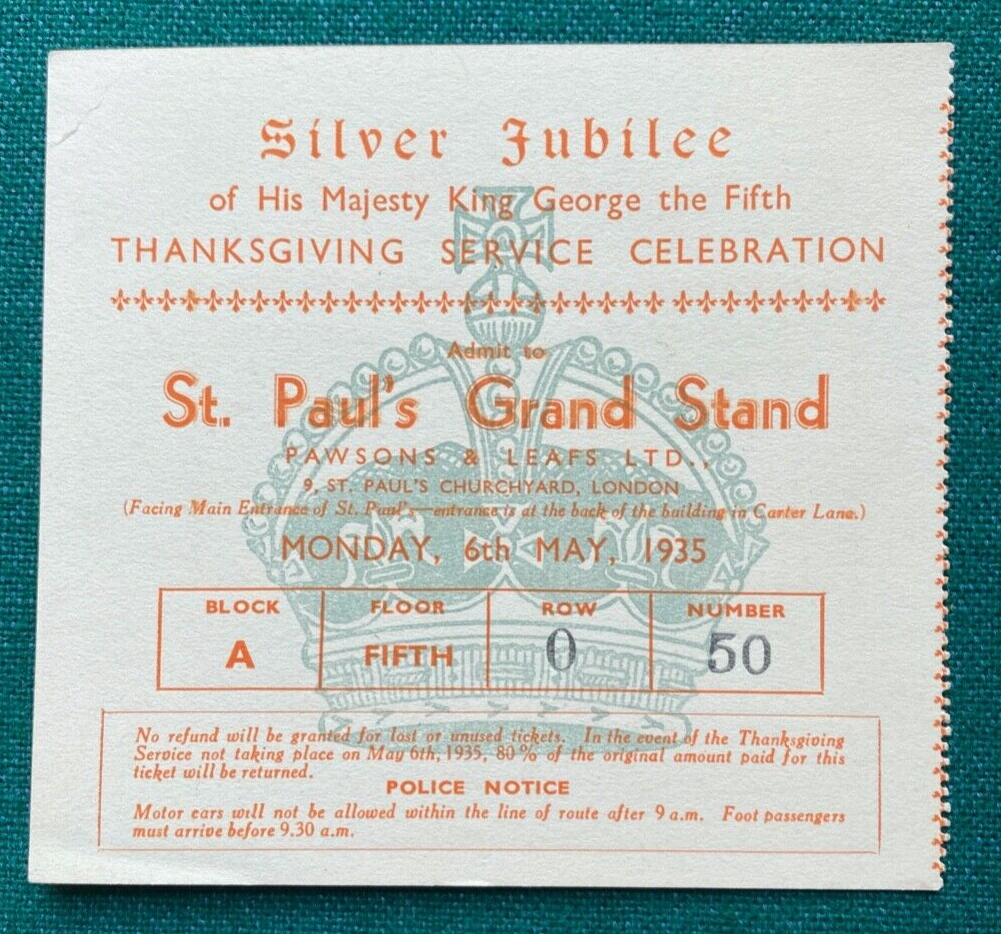 Silver Jubilee
of His Majesty King George the Fifth
THANKSGIVING SERVICE CELEBRATION
Admit to
St. Paul's Grand Stand
PAWSONS & LEAFS LTD.,
9, ST. PAUL'S CHURCHYARD, LONDON
(Facing Main Entrance of St. Paul's—entrance is at the back of the building in Carter Lane.)
MONDAY, 6th MAY, 1935
BLOCK FLOOR ROW NUMBER
A FIFTH O 50
No refund will be granted for lost or unused tickets. In the event of the Thanksgiving
Service not taking place on May 6th, 1935, 80% of the original amount paid for this
ticket will be returned.
POLICE NOTICE
Motor cars will not be allowed within the line of route after 9 a.m. Foot passengers
must arrive before 9.30 a.m.